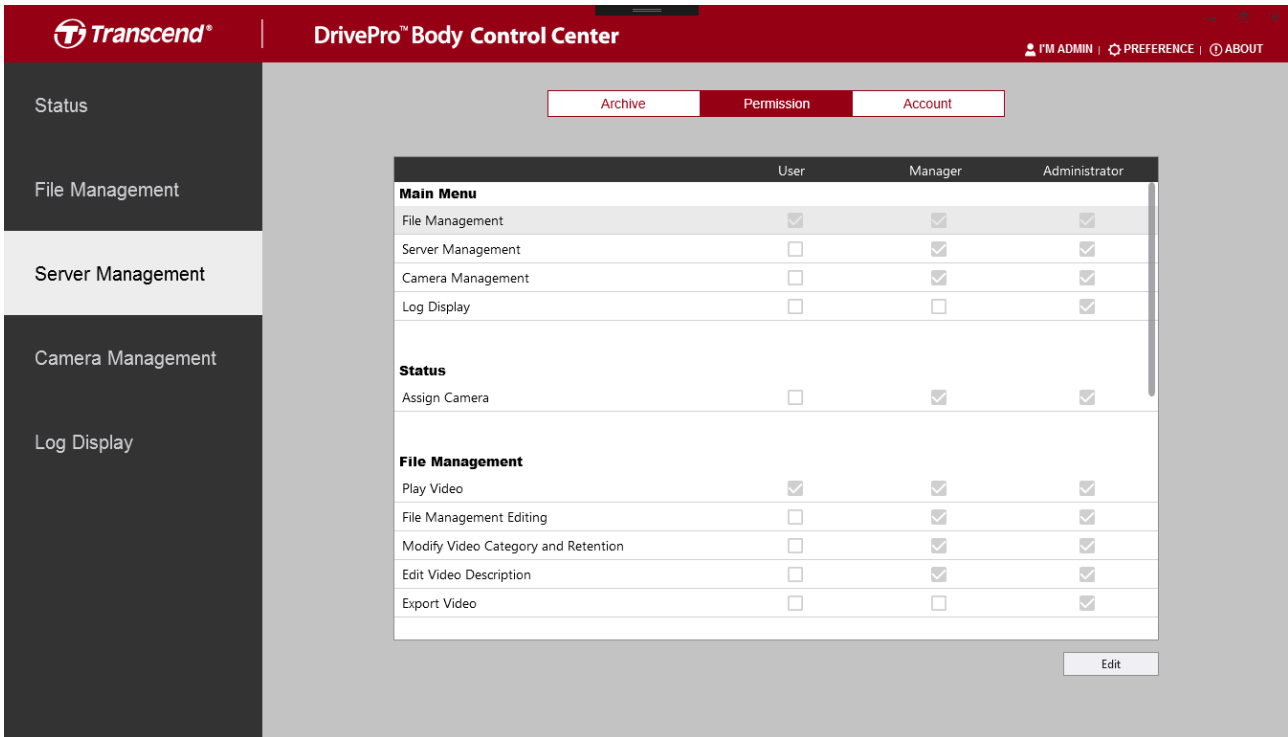 Transcend® DrivePro™ Body Control Center
I'M ADMIN | PREFERENCE | ABOUT
Status
File Management
Server Management
Camera Management
Log Display
Archive Permission Account
User Manager Administrator
Main Menu
File Management
Server Management
Camera Management
Log Display
Status
Assign Camera
File Management
Play Video
File Management Editing
Modify Video Category and Retention
Edit Video Description
Export Video
Edit